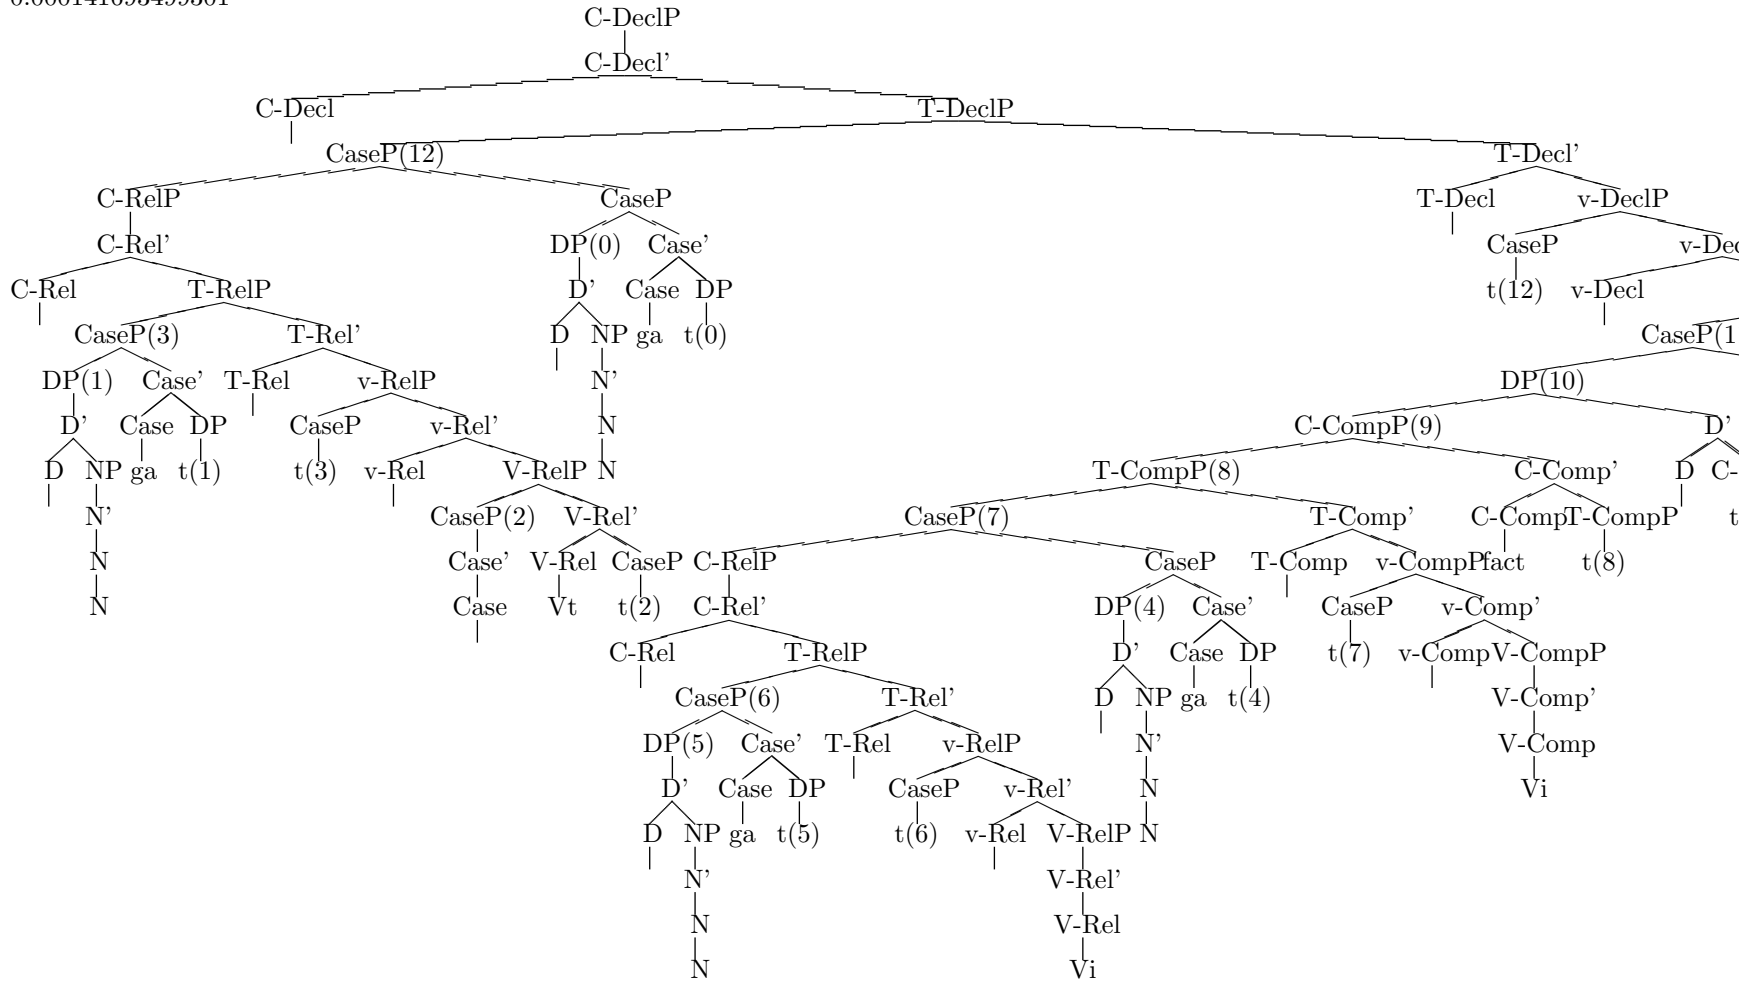 C-DeclP
C-Decl’
C-Decl T-DeclP
CaseP(12) T-Decl’
C-RelP CaseP T-Decl v-DeclP
C-Rel’ DP(0) Case’ CaseP v-Dec
C-Rel T-RelP D’ Case DP t(12) v-Decl
CaseP(3) T-Rel’ D NP ga t(0) CaseP(1
DP(1) Case’ T-Rel v-RelP N’ DP(10)
D’ Case DP CaseP v-Rel’ N C-CompP(9) D’
D NP ga t(1) t(3) v-Rel V-RelP N T-CompP(8) C-Comp’ D C-
N’ CaseP(2) V-Rel’ CaseP(7) T-Comp’ C-Comp T-CompP t
N Case’ V-Rel CaseP C-RelP CaseP T-Comp v-CompP fact t(8)
N Case Vt t(2) C-Rel’ DP(4) Case’ CaseP v-Comp’
C-Rel T-RelP D’ Case DP t(7) v-Comp V-CompP
CaseP(6) T-Rel’ D NP ga t(4) V-Comp’
DP(5) Case’ T-Rel v-RelP N’ V-Comp
D’ Case DP CaseP v-Rel’ N Vi
D NP ga t(5) t(6) v-Rel V-RelP N
N’ V-Rel’
N V-Rel
N Vi